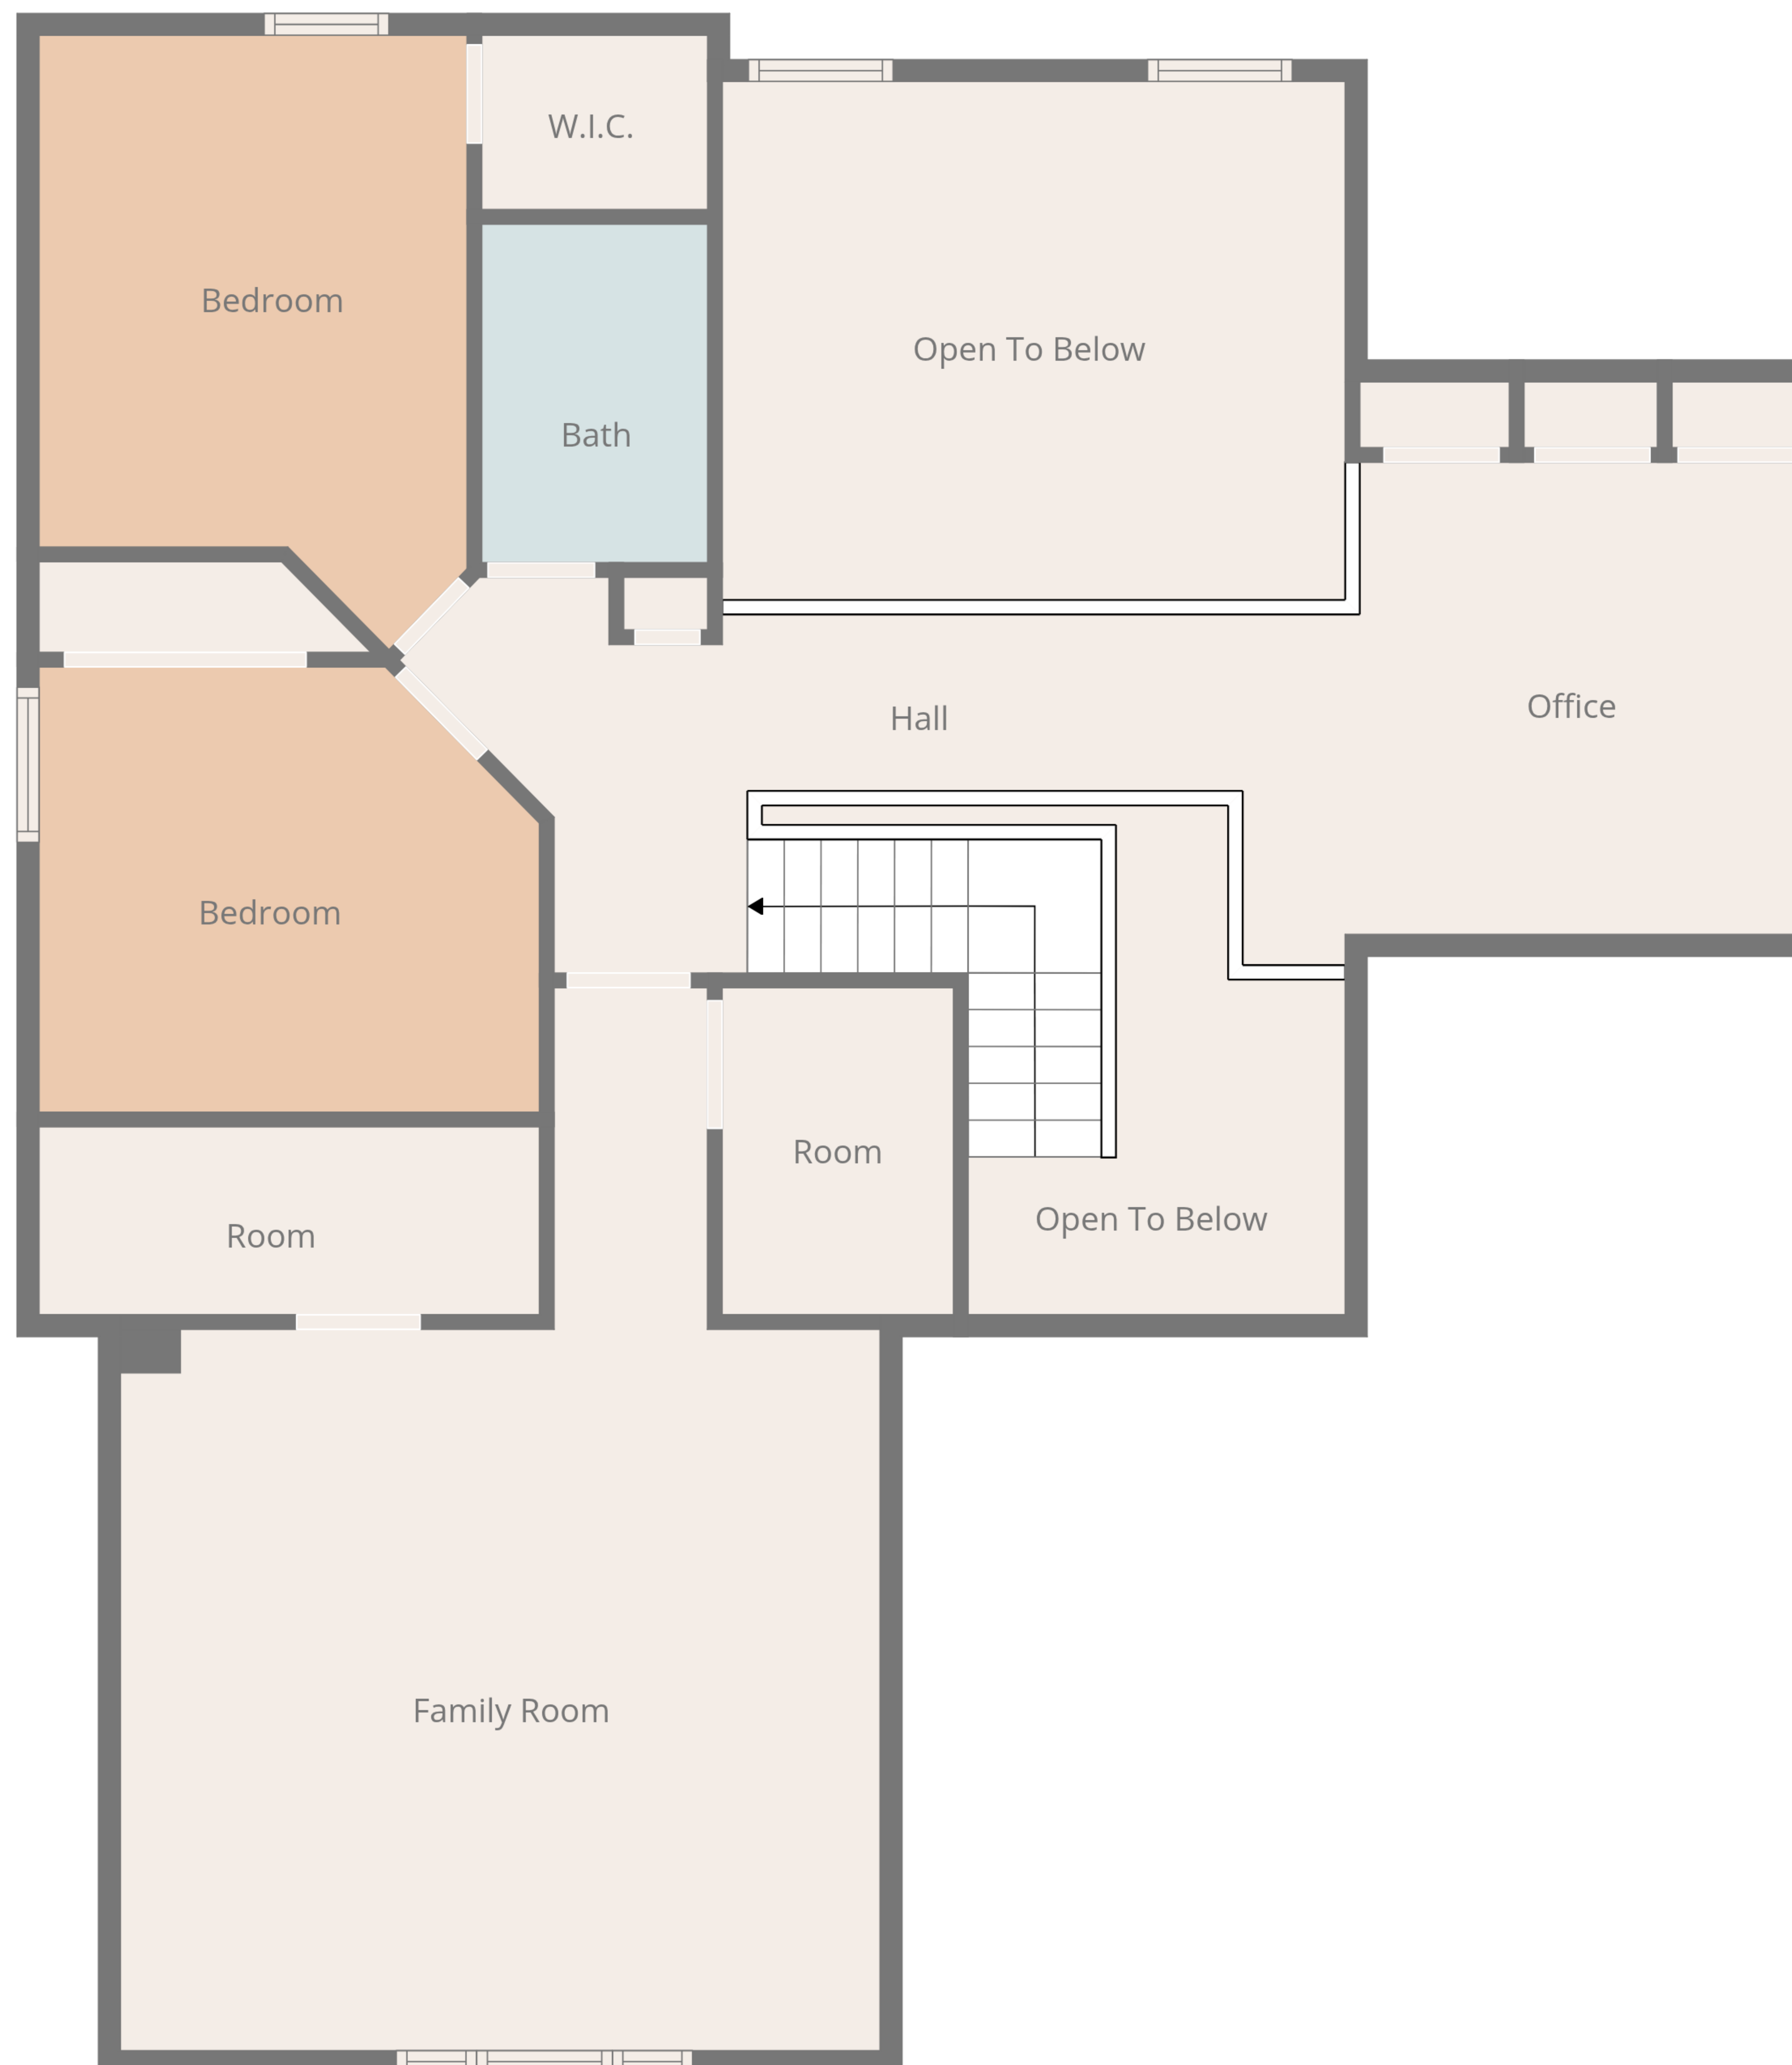 W.I.C.
Bedroom
Open To Below
Bath
Hall
Office
Bedroom
Room
Open To Below
Room
Family Room